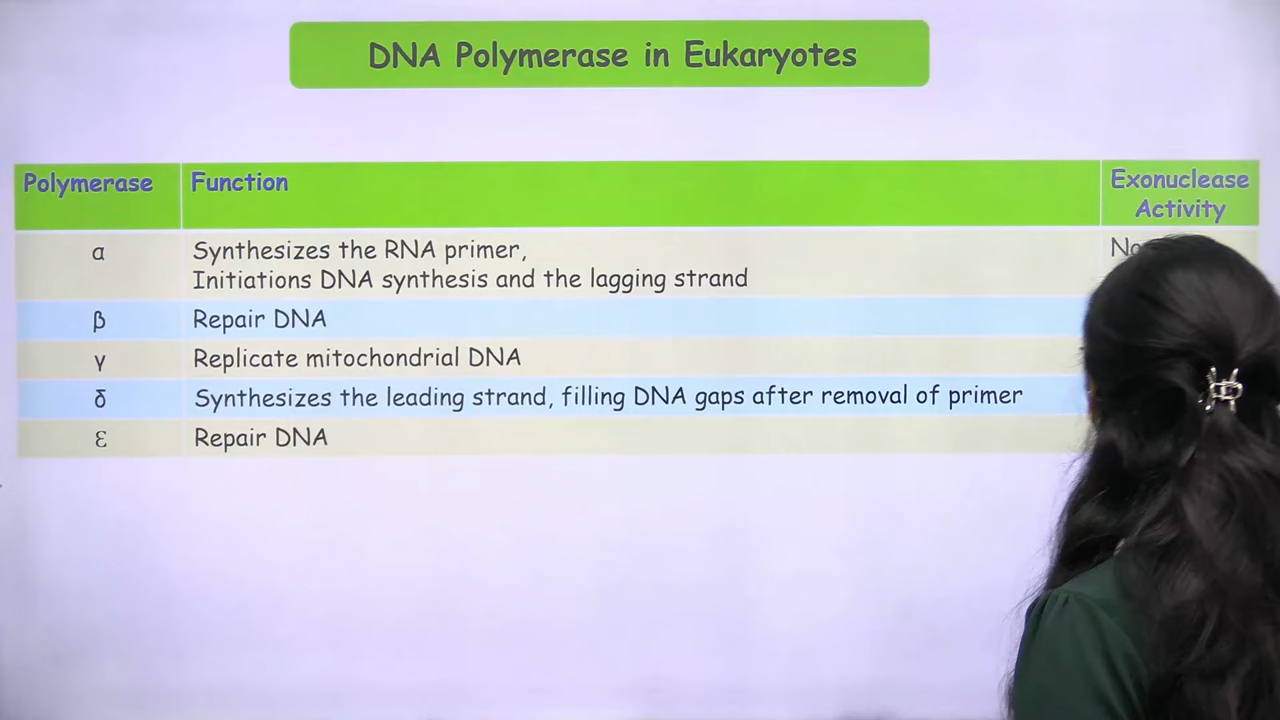 DNA Polymerase in Eukaryotes
Polymerase Function Exonuclease
Activity
α Synthesizes the RNA primer,
Initiations DNA synthesis and the lagging strand
β Repair DNA
γ Replicate mitochondrial DNA
δ Synthesizes the leading strand, filling DNA gaps after removal of primer
ε Repair DNA